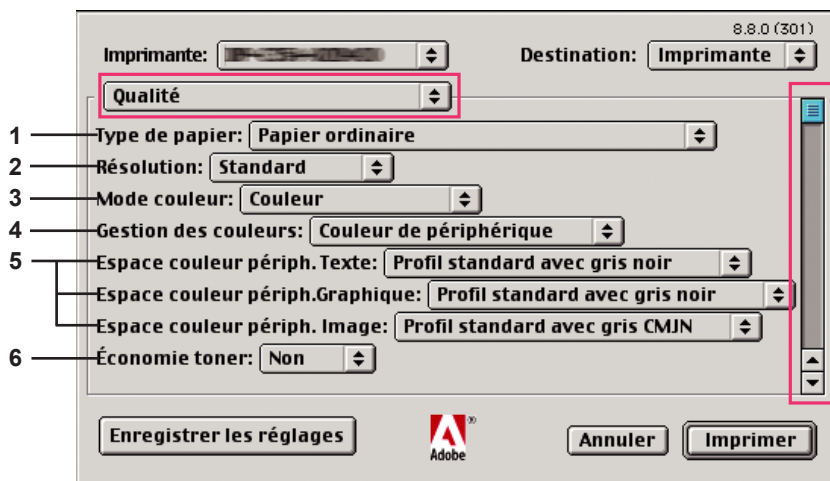 8.8.0 (301)
Imprimante:
Destination: Imprimante
Qualité
1 Type de papier: Papier ordinaire
2 Résolution: Standard
3 Mode couleur: Couleur
4 Gestion des couleurs: Couleur de périphérique
5 Espace couleur périph. Texte: Profil standard avec gris noir
Espace couleur périph.Graphique: Profil standard avec gris noir
Espace couleur périph. Image: Profil standard avec gris CMJN
6 Économie toner: Non
Enregistrer les réglages
Adobe ®
Annuler
Imprimer